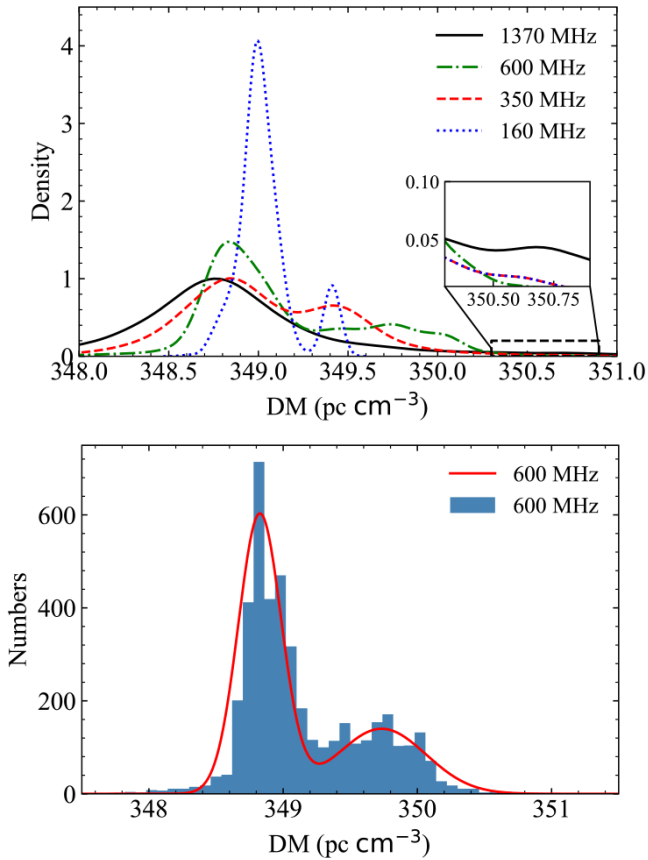 4
3
2
1
0
Density
1370 MHz
600 MHz
350 MHz
160 MHz
0.10
0.05
350.50 350.75
348.0 348.5 349.0 349.5 350.0 350.5 351.0
DM (pc cm⁻³)
600
400
200
0
Numbers
600 MHz
600 MHz
348 349 350 351
DM (pc cm⁻³)